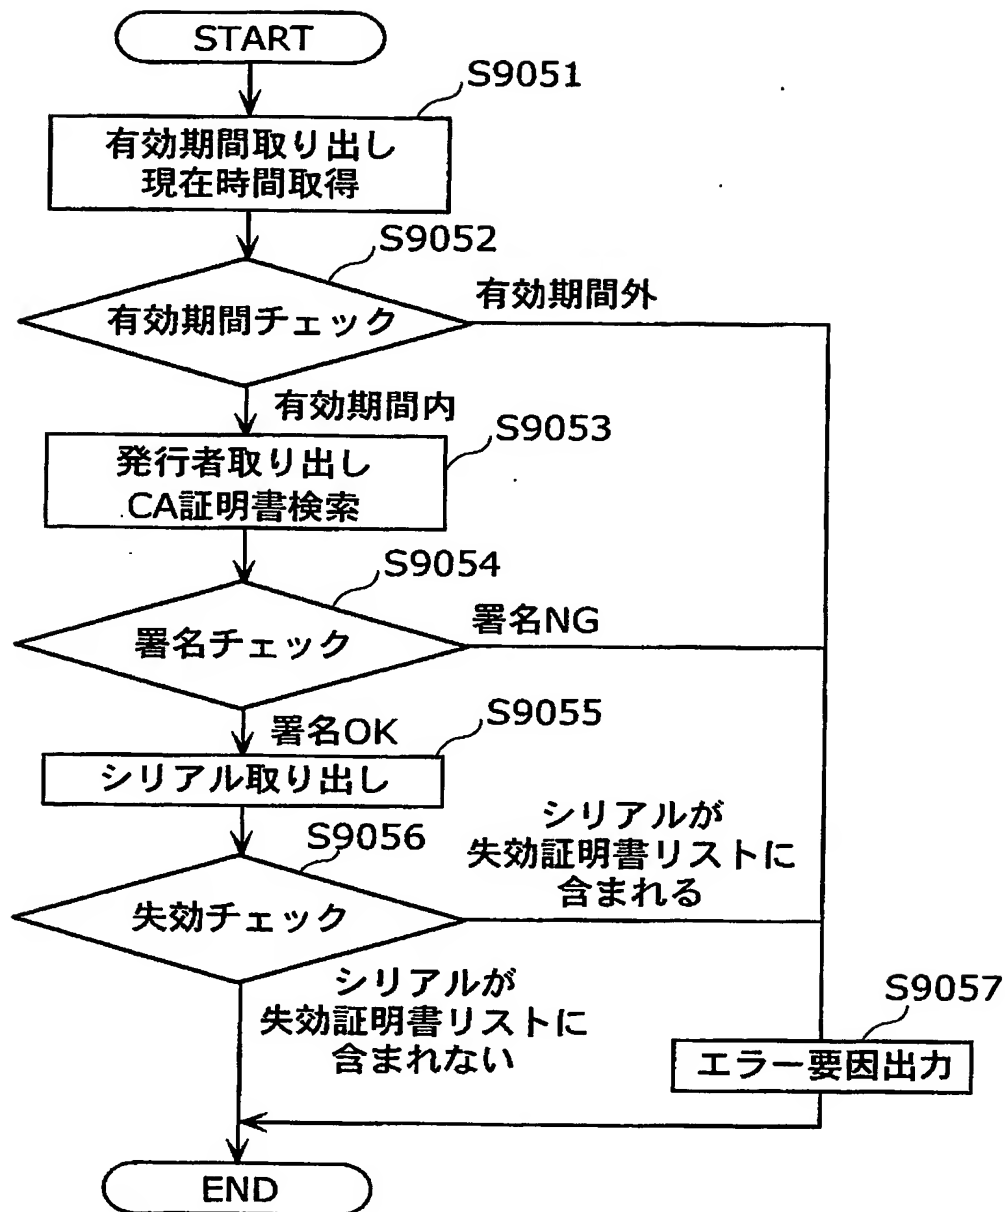 START
S9051
有効期間取り出し
現在時間取得
S9052
有効期間チェック
有効期間外
有効期間内
S9053
発行者取り出し
CA証明書検索
S9054
署名チェック
署名NG
署名OK
S9055
シリアル取り出し
S9056
失効チェック
シリアルが
失効証明書リストに
含まれる
シリアルが
失効証明書リストに
含まれない
S9057
エラー要因出力
END